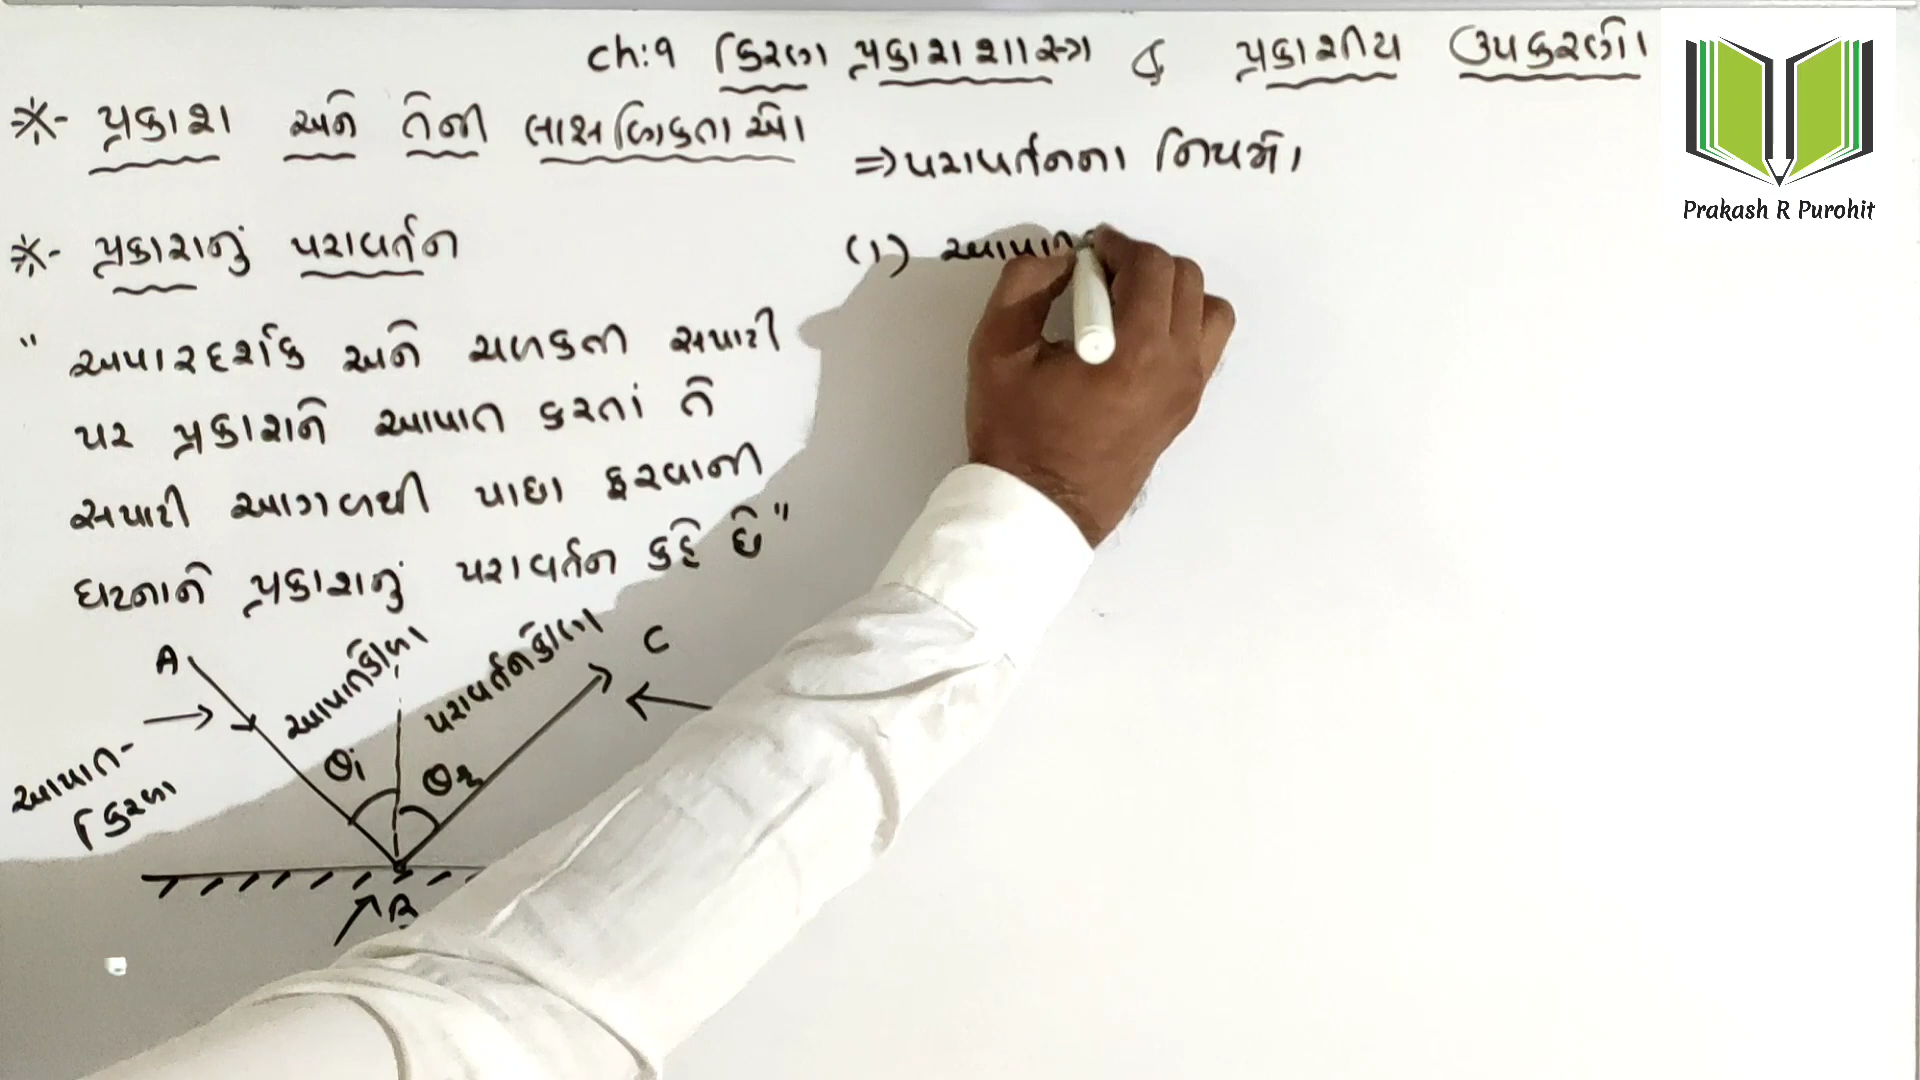 ch:9 કિરણ પ્રકાશશાસ્ત્ર & પ્રકાશીય ઉપકરણો
*- પ્રકાશ અને તેની લાક્ષણિકતાઓ
*- પ્રકાશનું પરાવર્તન
" અપારદર્શક અને ચળકતી સપાટી
પર પ્રકાશને આપાત કરતાં તે
સપાટી આગળથી પાછા ફરવાની
ઘટનાને પ્રકાશનું પરાવર્તન કહે છે"
A
આપાત-
કિરણ
આપાતકોણ
પરાવર્તનકોણ
C
θi
θr
B
⇒ પરાવર્તનના નિયમો
(1) આપાત
Prakash R Purohit